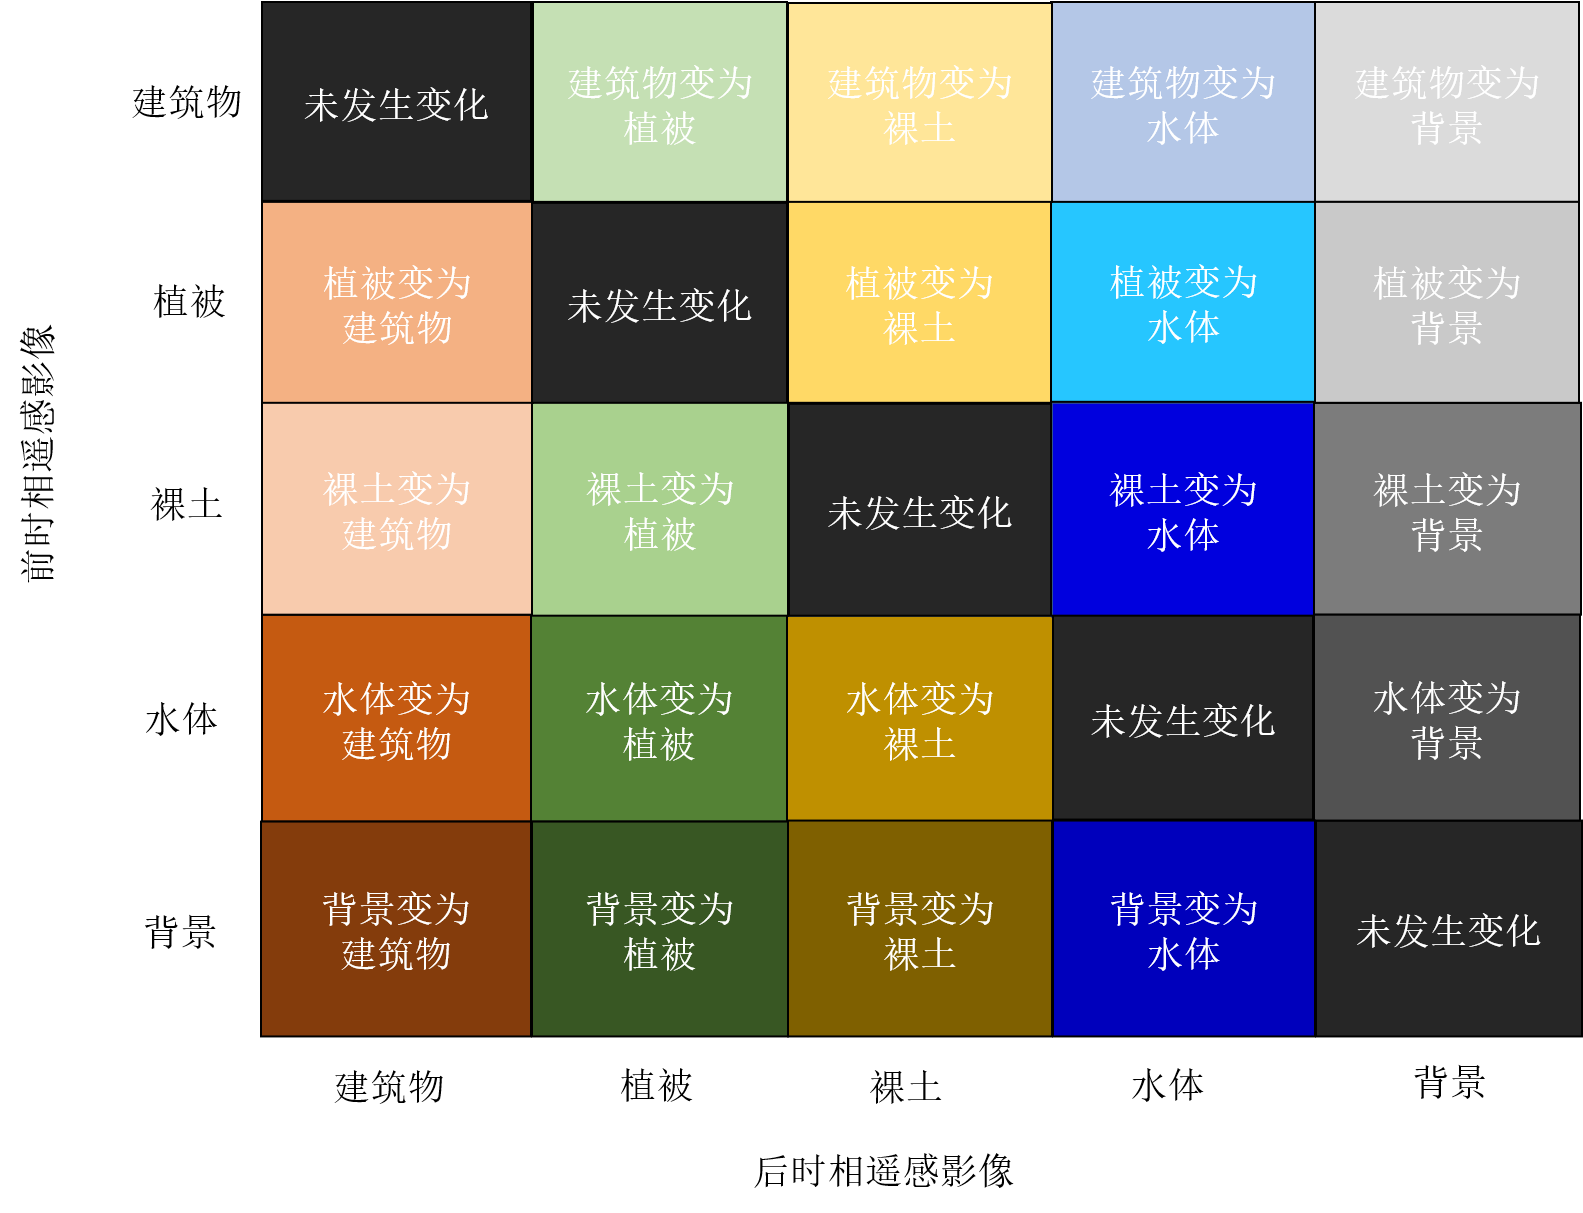 前时相遥感影像
建筑物
未发生变化
建筑物变为
植被
建筑物变为
裸土
建筑物变为
水体
建筑物变为
背景
植被
植被变为
建筑物
未发生变化
植被变为
裸土
植被变为
水体
植被变为
背景
裸土
裸土变为
建筑物
裸土变为
植被
未发生变化
裸土变为
水体
裸土变为
背景
水体
水体变为
建筑物
水体变为
植被
水体变为
裸土
未发生变化
水体变为
背景
背景
背景变为
建筑物
背景变为
植被
背景变为
裸土
背景变为
水体
未发生变化
建筑物
植被
裸土
水体
背景
后时相遥感影像